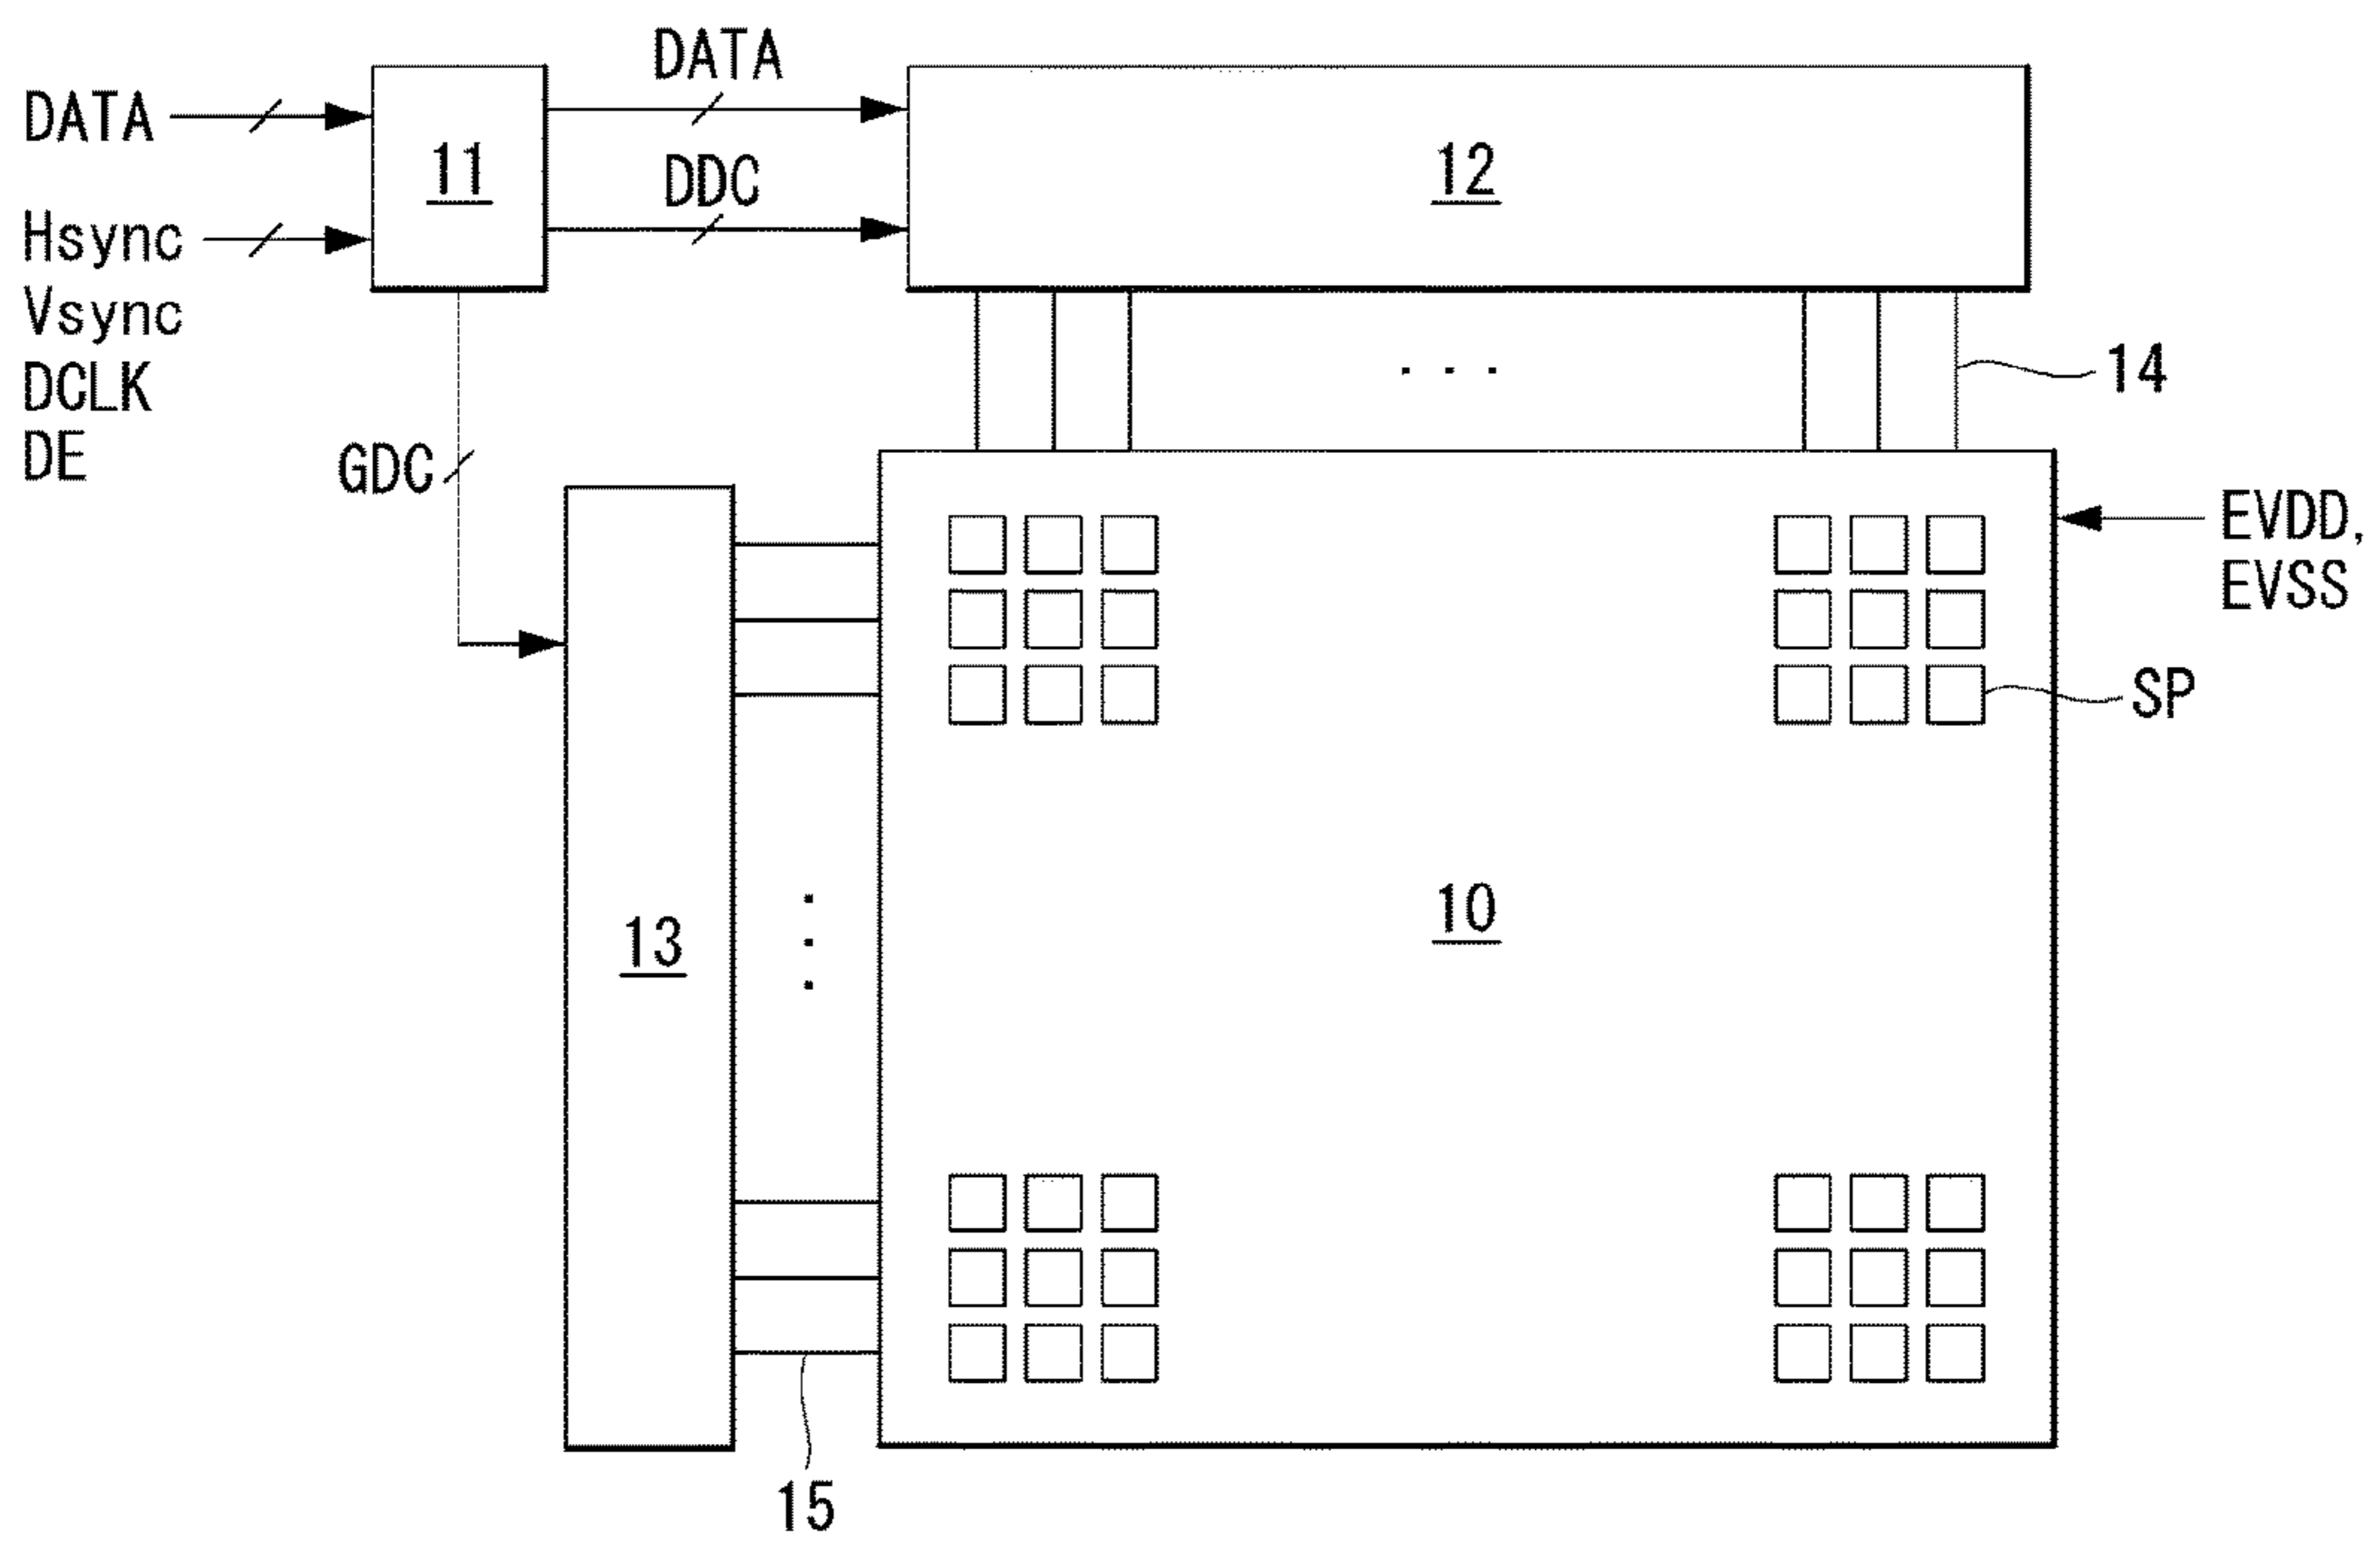 DATA
DATA
11
12
DDC
Hsync
Vsync
DCLK
DE
14
GDC
EVDD,
EVSS
SP
10
13
15